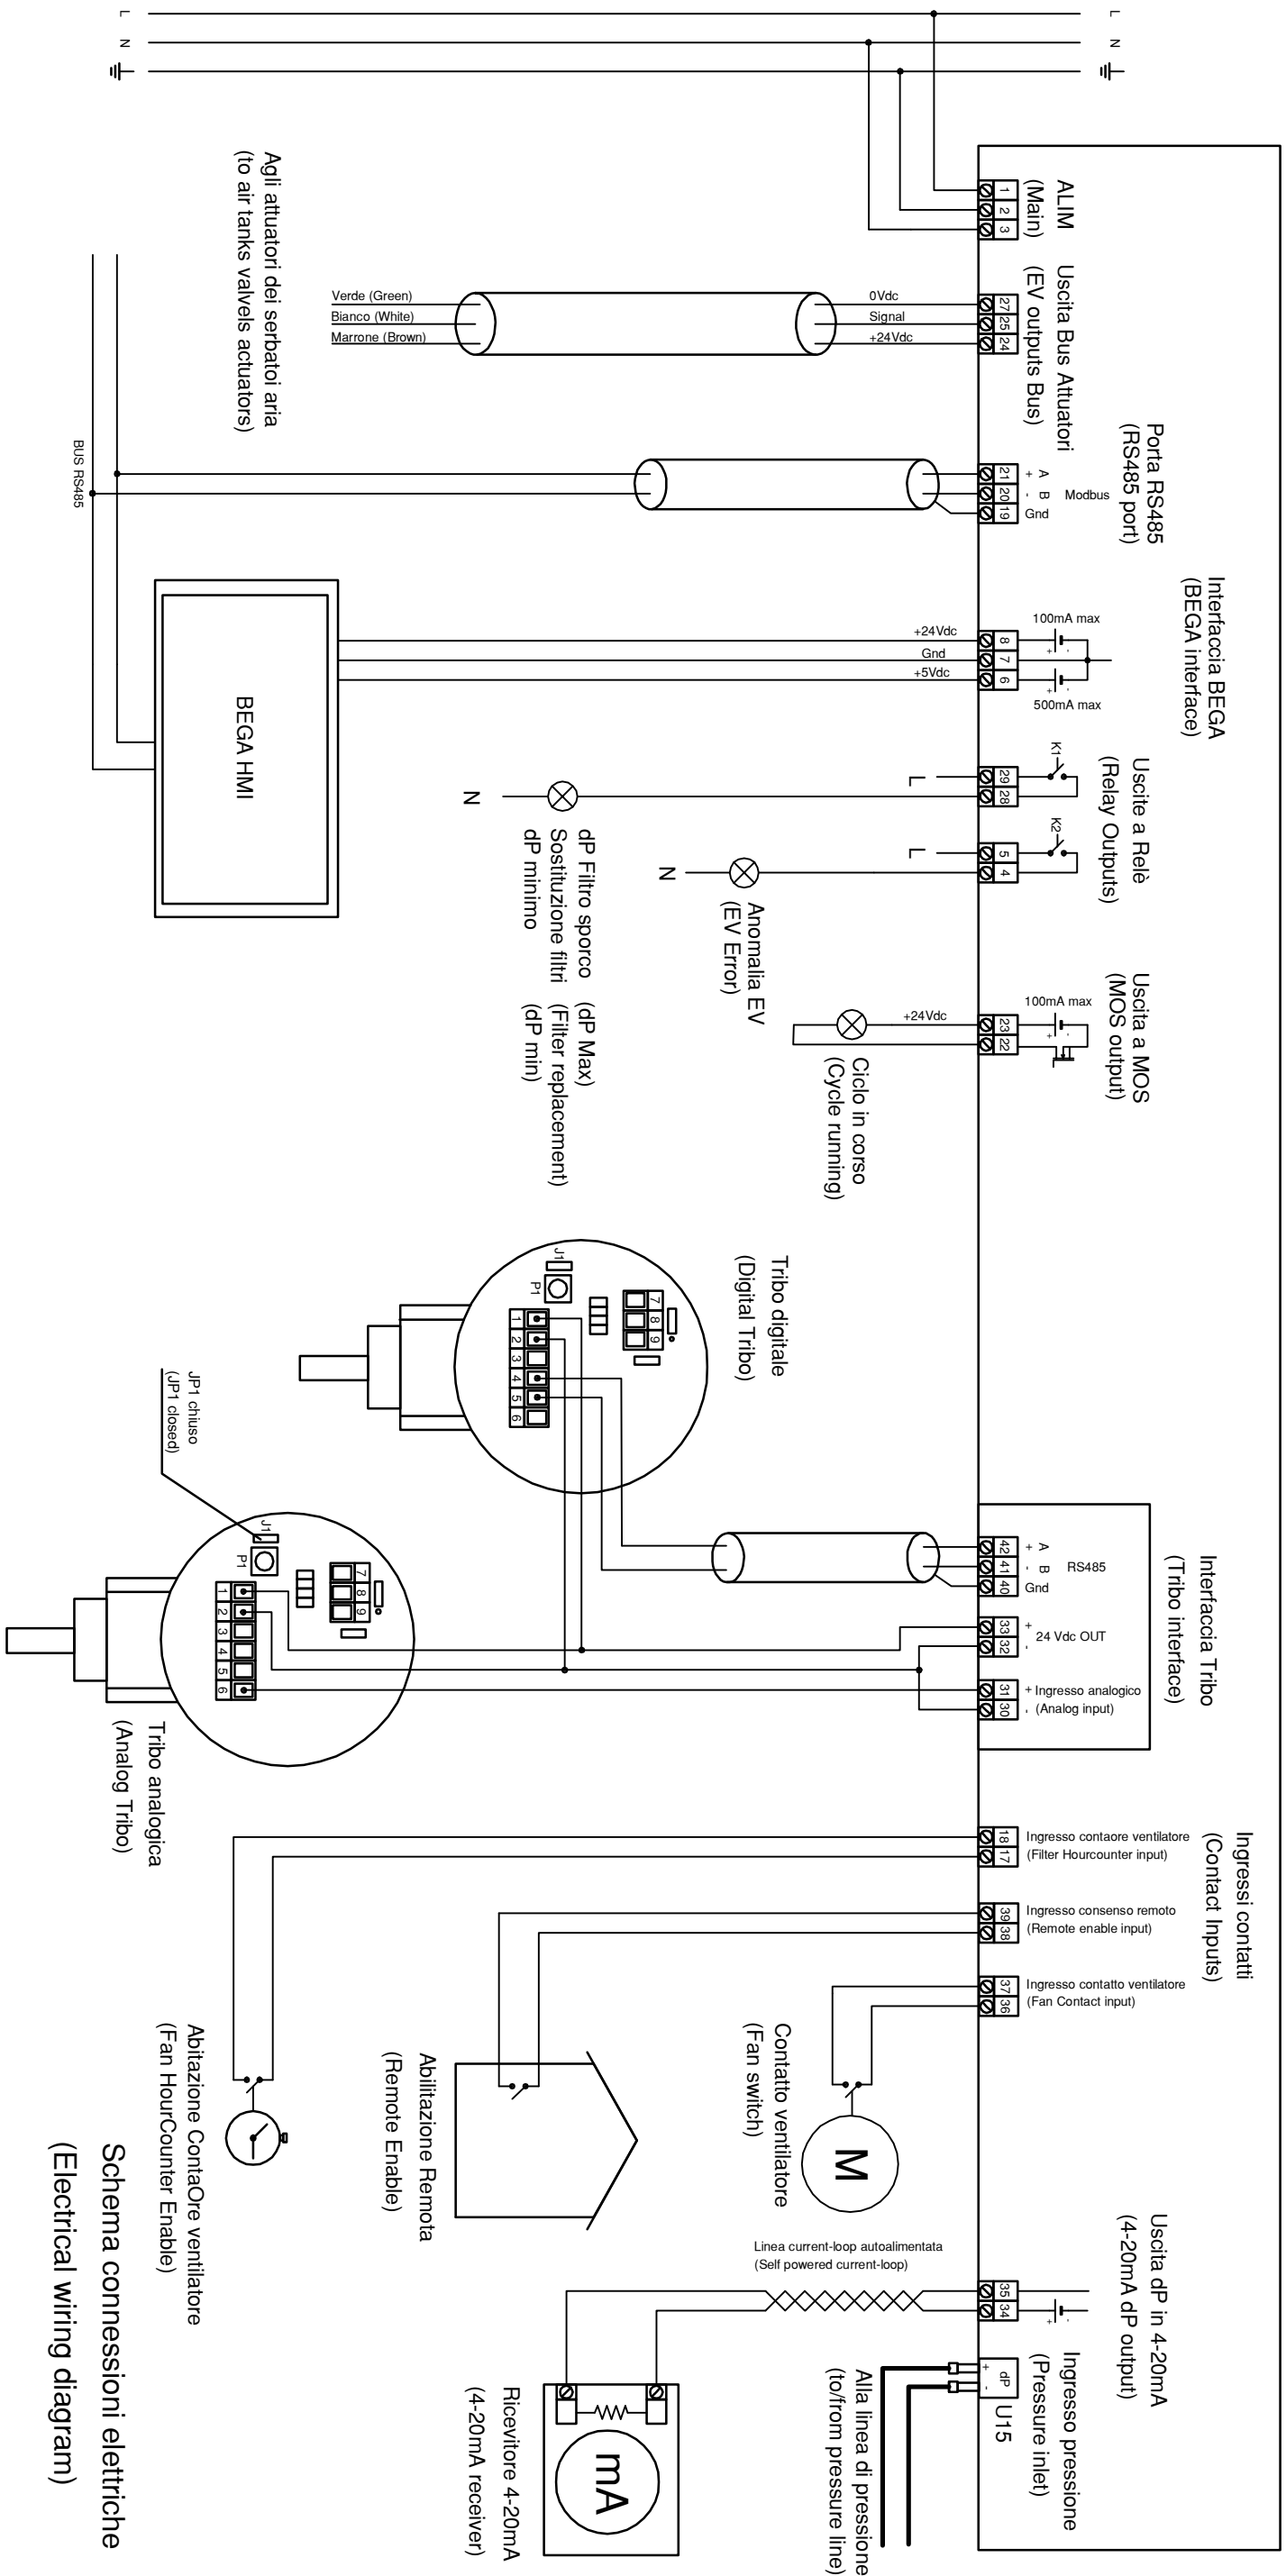 L
N
L
N
ALIM
(Main)
1
2
3
Uscita Bus Attuatori
(EV outputs Bus)
27
25
24
0Vdc
Signal
+24Vdc
Verde (Green)
Bianco (White)
Marrone (Brown)
Agli attuatori dei serbatoi aria
(to air tanks valvels actuators)
Porta RS485
(RS485 port)
21
20
19
+ A
- B
Gnd
Modbus
BUS RS485
Interfaccia BEGA
(BEGA interface)
100mA max
+ -
8
7
6
+ -
500mA max
+24Vdc
Gnd
+5Vdc
BEGA HMI
Uscite a Relè
(Relay Outputs)
K1
29
28
L
N
dP Filtro sporco (dP Max)
Sostituzione filtri (Filter replacement)
dP minimo (dP min)
K2
5
4
L
N
Anomalia EV
(EV Error)
Uscita a MOS
(MOS output)
100mA max
+ -
23
22
+24Vdc
Ciclo in corso
(Cycle running)
Tribo digitale
(Digital Tribo)
J1
P1
7
8
9
1
2
3
4
5
6
Interfaccia Tribo
(Tribo interface)
42
41
40
+ A
- B
Gnd
RS485
33
32
+
-
24 Vdc OUT
31
30
+ Ingresso analogico
- (Analog input)
JP1 chiuso
(JP1 closed)
J1
P1
7
8
9
1
2
3
4
5
6
Tribo analogica
(Analog Tribo)
Ingressi contatti
(Contact Inputs)
18
17
Ingresso contaore ventilatore
(Filter Hourcounter input)
39
38
Ingresso consenso remoto
(Remote enable input)
37
36
Ingresso contatto ventilatore
(Fan Contact input)
Contatto ventilatore
(Fan switch)
M
Abilitazione Remota
(Remote Enable)
Abitazione ContaOre ventilatore
(Fan HourCounter Enable)
Uscita dP in 4-20mA
(4-20mA dP output)
35
34
+ -
Linea current-loop autoalimentata
(Self powered current-loop)
mA
Ricevitore 4-20mA
(4-20mA receiver)
Ingresso pressione
(Pressure inlet)
U15
dP
+ -
Alla linea di pressione
(to/from pressure line)
Schema connessioni elettriche
(Electrical wiring diagram)